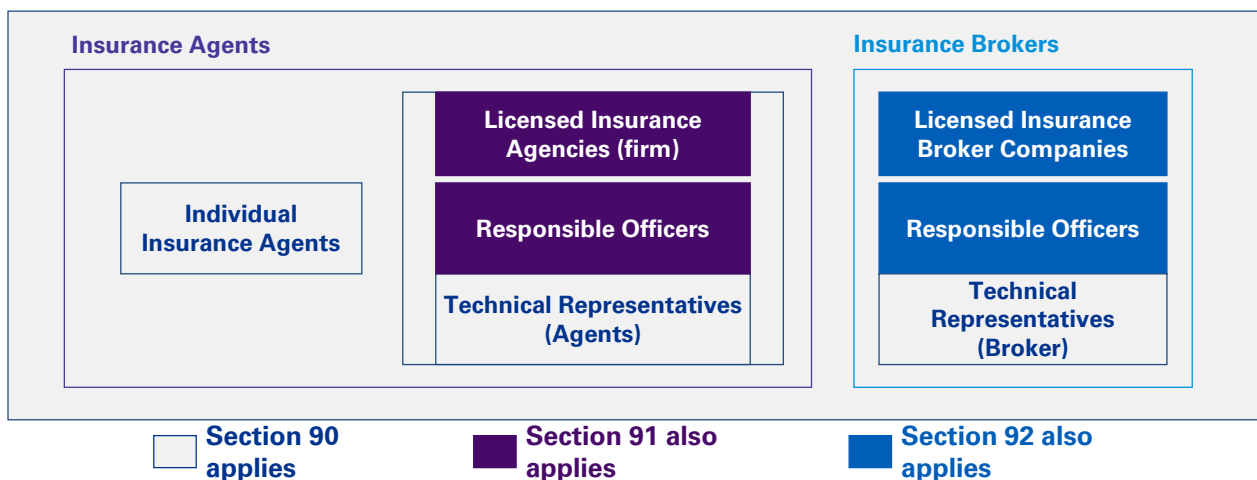 Insurance Agents
Insurance Brokers
Licensed Insurance
Agencies (firm)
Licensed Insurance
Broker Companies
Individual
Insurance Agents
Responsible Officers
Responsible Officers
Technical Representatives
(Agents)
Technical
Representatives
(Broker)
Section 90
applies
Section 91 also
applies
Section 92 also
applies